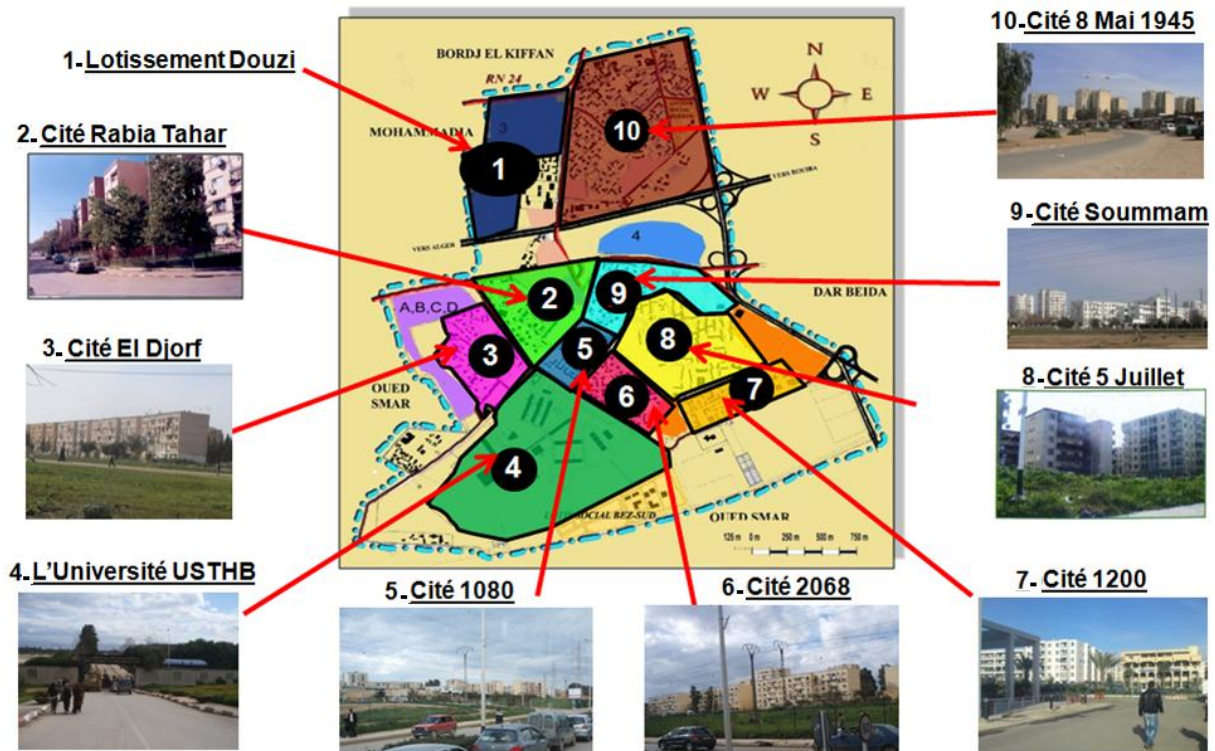 10-Cité 8 Mai 1945
1-Lotissement Douzi
BORDJ EL KIFFAN
RN 24
N
W E
S
2-Cité Rabia Tahar
MOHAMMADIA
3
10
1
VERS ROUIBA
9-Cité Soummam
VERS ALGER
4
DAR BEIDA
2
9
A,B,C,D
3-Cité El Djorf
3
5
8
8-Cité 5 Juillet
OUED
SMAR
6
7
4
OUED SMAR
125 m 0 m 250 m 500 m 750 m
4-L'Université USTHB
5-Cité 1080
6-Cité 2068
7-Cité 1200